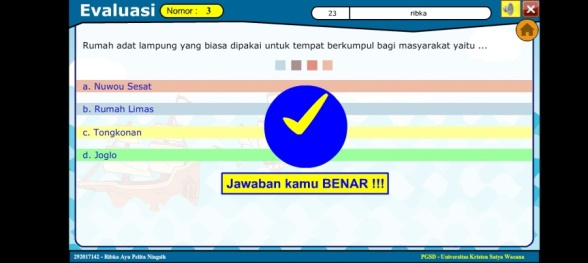 Evaluasi Nomor : 3 23 ribka
Rumah adat lampung yang biasa dipakai untuk tempat berkumpul bagi masyarakat yaitu ...
a. Nuwou Sesat
b. Rumah Limas
c. Tongkonan
d. Joglo
Jawaban kamu BENAR !!!
292017142 - Ribka Ayu Pelita Ningsih PGSD - Universitas Kristen Satya Wacana